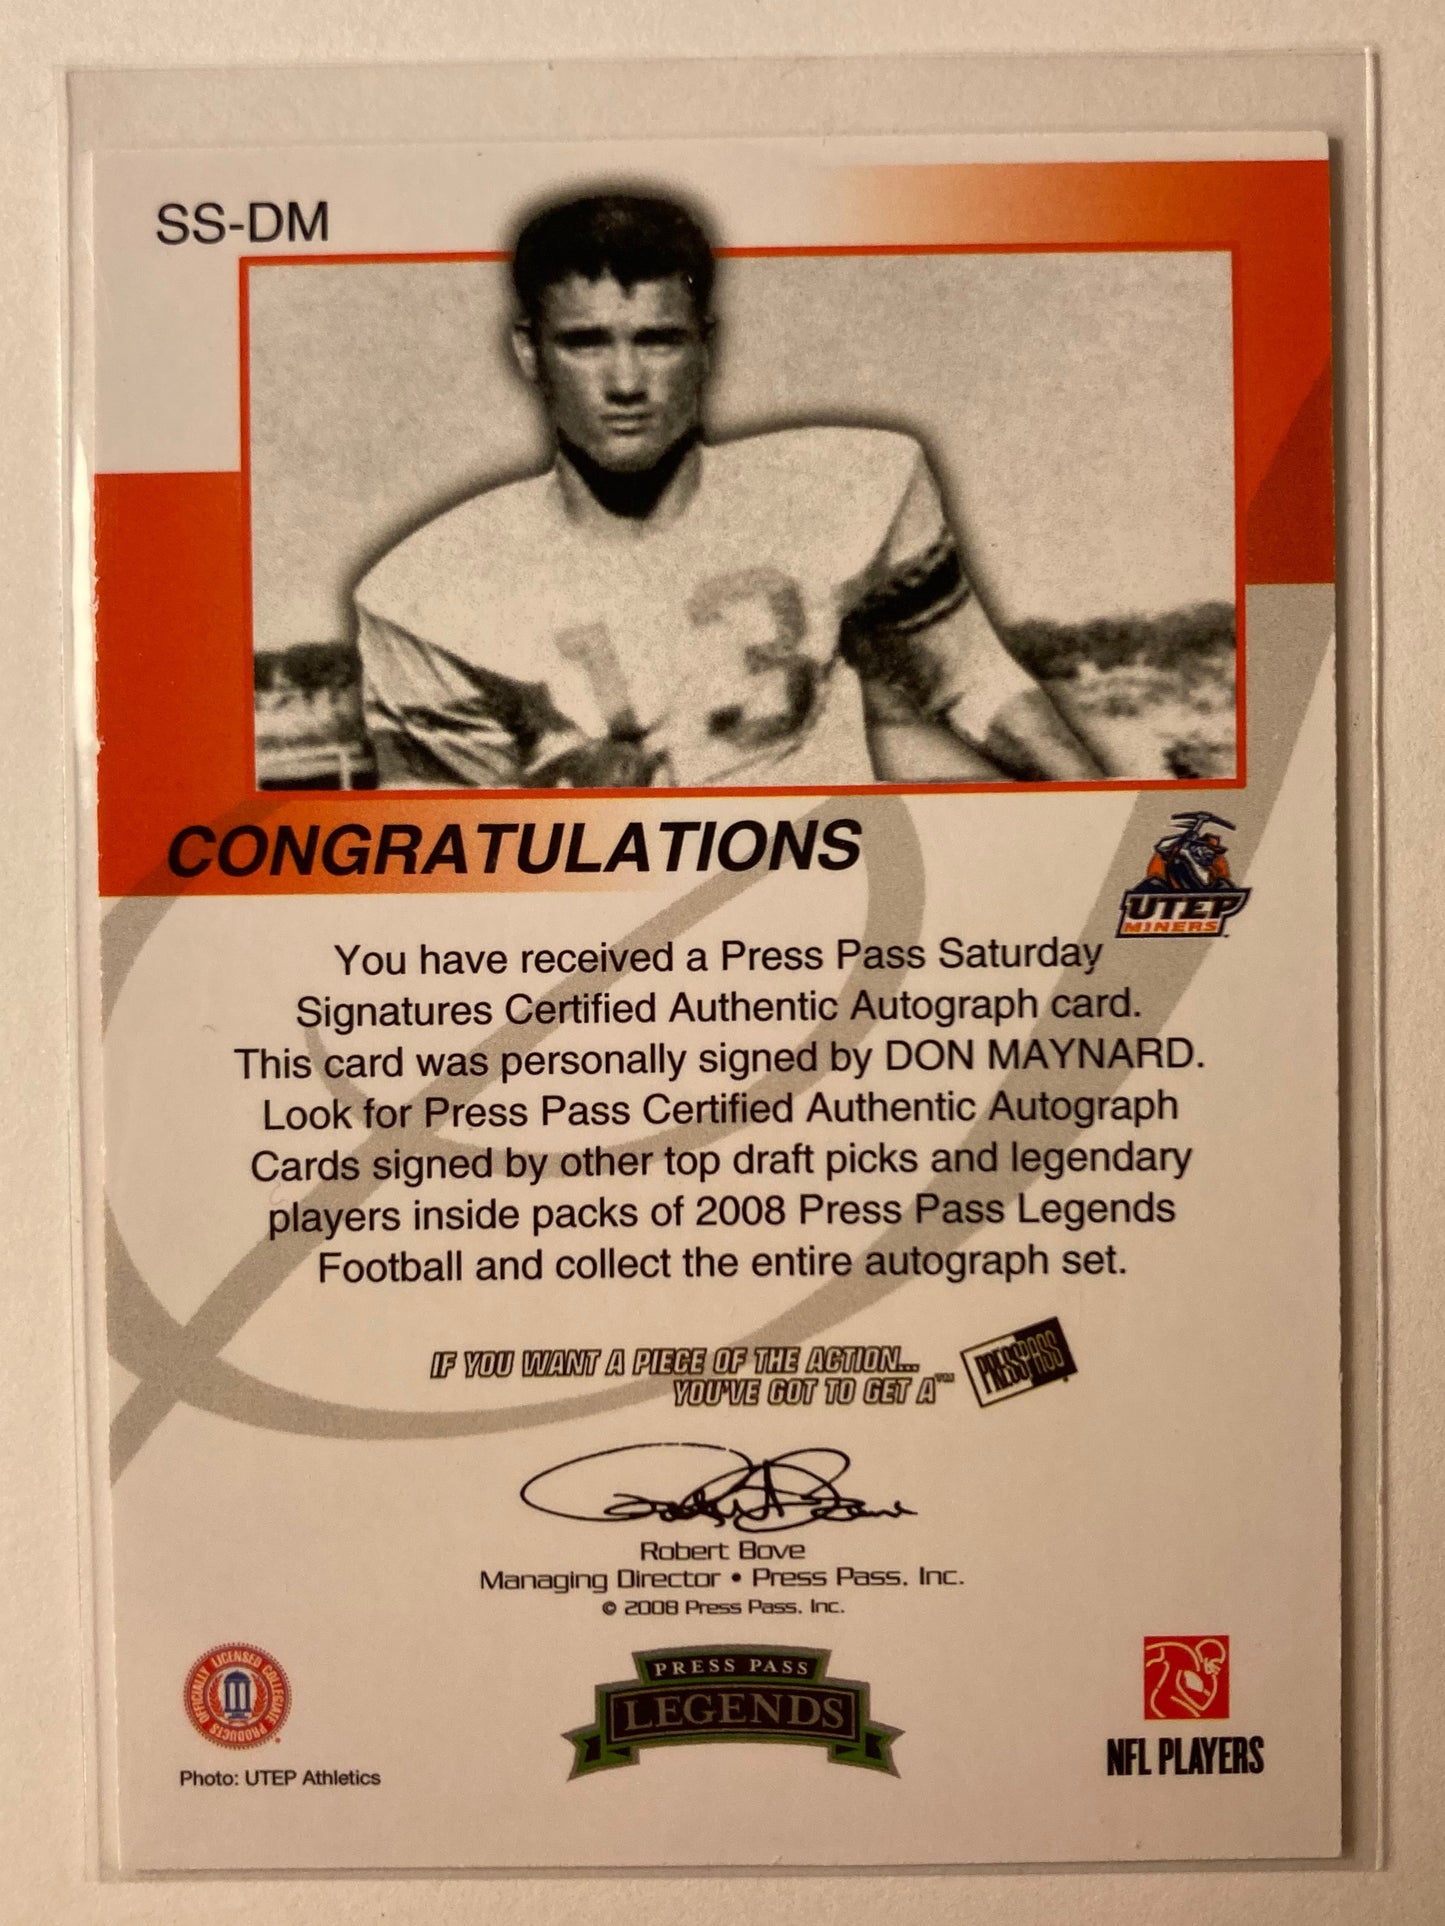 SS-DM
13
CONGRATULATIONS
UTEP
MINERS
You have received a Press Pass Saturday
Signatures Certified Authentic Autograph card.
This card was personally signed by DON MAYNARD.
Look for Press Pass Certified Authentic Autograph
Cards signed by other top draft picks and legendary
players inside packs of 2008 Press Pass Legends
Football and collect the entire autograph set.
IF YOU WANT A PIECE OF THE ACTION...
YOU'VE GOT TO GET A™ PRESS PASS
Robert Bove
Managing Director • Press Pass, Inc.
© 2008 Press Pass, Inc.
OFFICIALLY LICENSED COLLEGIATE PRODUCTS
PRESS PASS
LEGENDS
NFL PLAYERS
Photo: UTEP Athletics